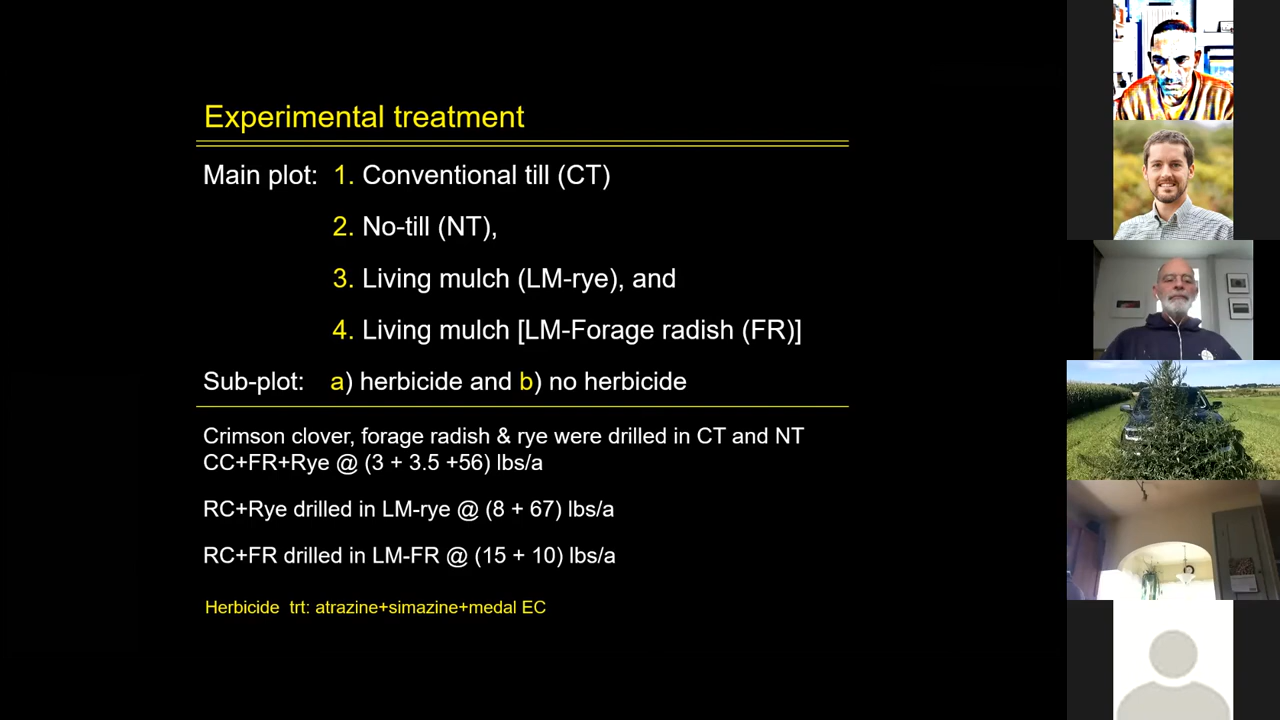 Experimental treatment
Main plot: 1. Conventional till (CT)
2. No-till (NT),
3. Living mulch (LM-rye), and
4. Living mulch [LM-Forage radish (FR)]
Sub-plot: a) herbicide and b) no herbicide
Crimson clover, forage radish & rye were drilled in CT and NT
CC+FR+Rye @ (3 + 3.5 +56) lbs/a
RC+Rye drilled in LM-rye @ (8 + 67) lbs/a
RC+FR drilled in LM-FR @ (15 + 10) lbs/a
Herbicide trt: atrazine+simazine+medal EC